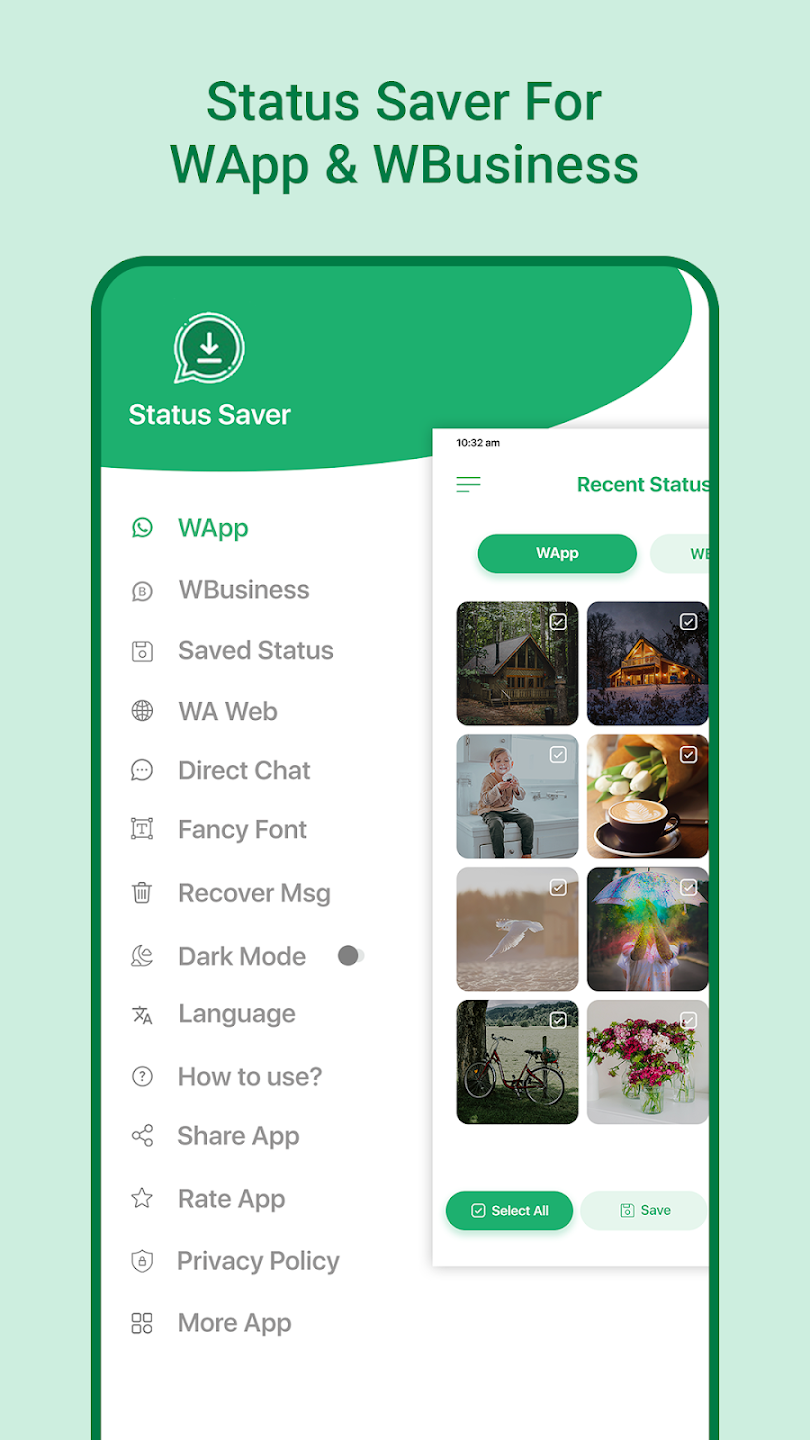 Status Saver For
WApp & WBusiness
Status Saver
WApp
WBusiness
Saved Status
WA Web
Direct Chat
Fancy Font
Recover Msg
Dark Mode
Language
How to use?
Share App
Rate App
Privacy Policy
More App
10:32 am
Recent Status
WApp
WB
Select All
Save